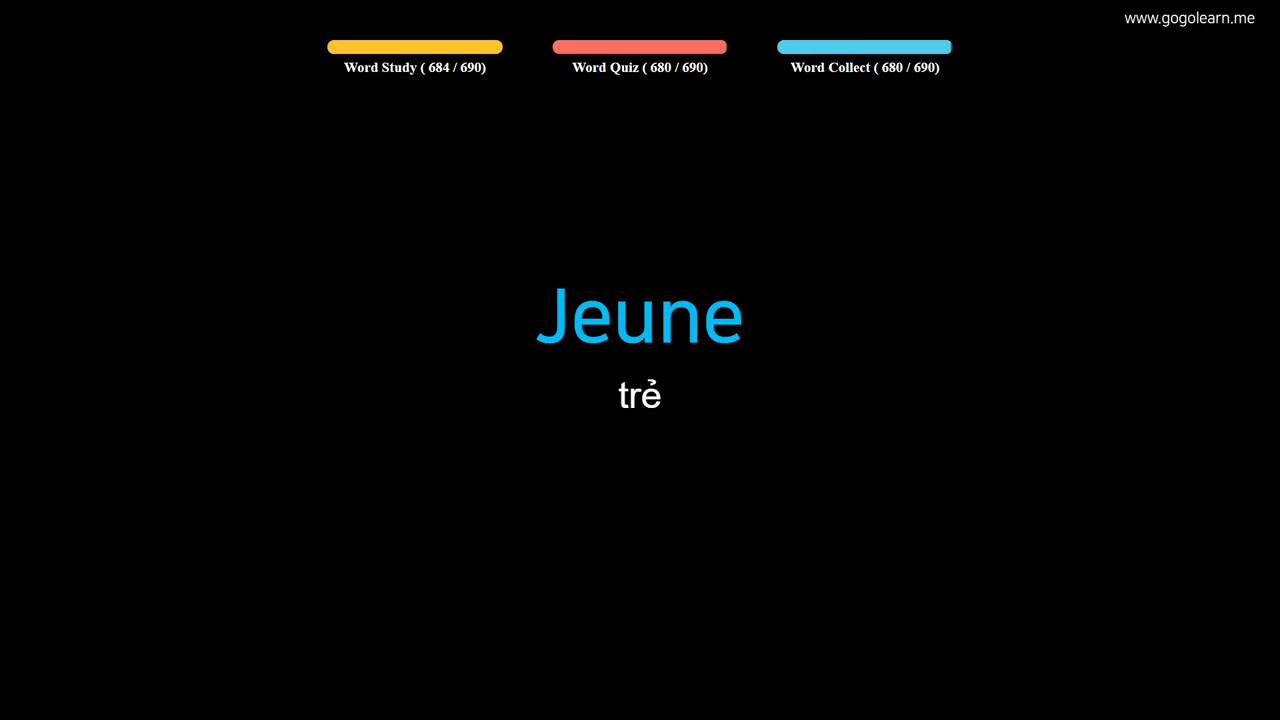 www.gogolearn.me
Word Study ( 684 / 690)
Word Quiz ( 680 / 690)
Word Collect ( 680 / 690)
Jeune
trẻ